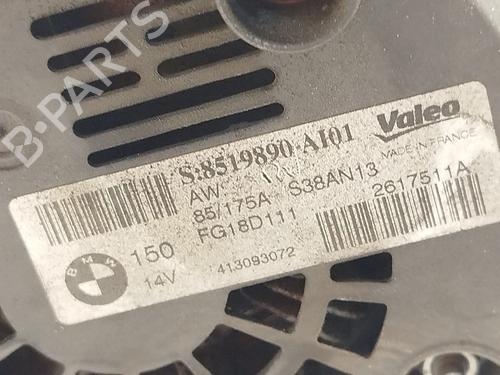 B-PARTS
S:8519890-AI01
Valeo
AW
MADE IN FRANCE
85/175A S38AN13
FG18D111 2617511A
BMW
150
14V 413093072